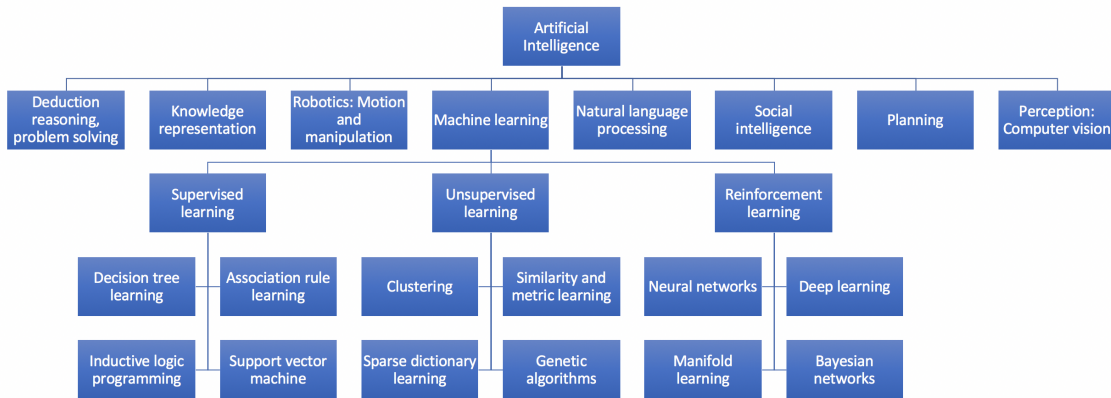 Artificial
Intelligence
Deduction
reasoning,
problem solving
Knowledge
representation
Robotics: Motion
and
manipulation
Machine learning
Natural language
processing
Social
intelligence
Planning
Perception:
Computer vision
Supervised
learning
Unsupervised
learning
Reinforcement
learning
Decision tree
learning
Association rule
learning
Clustering
Similarity and
metric learning
Neural networks
Deep learning
Inductive logic
programming
Support vector
machine
Sparse dictionary
learning
Genetic
algorithms
Manifold
learning
Bayesian
networks